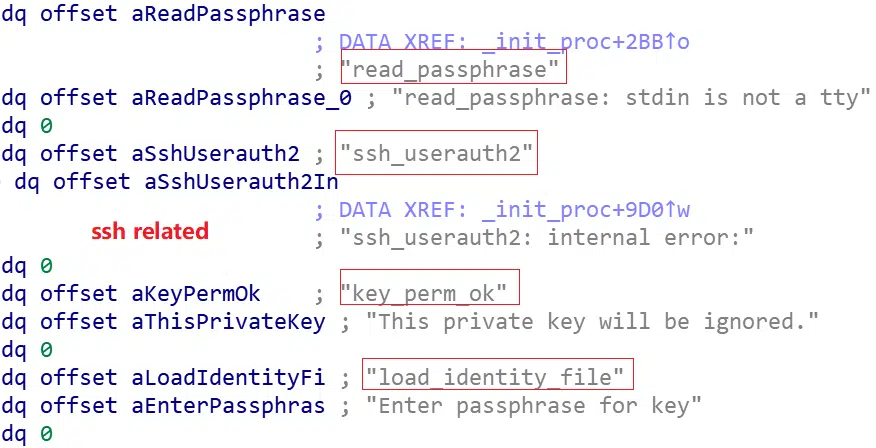 dq offset aReadPassphrase
; DATA XREF: _init_proc+2BB↑o
; "read_passphrase"
dq offset aReadPassphrase_0 ; "read_passphrase: stdin is not a tty"
dq 0
dq offset aSshUserauth2 ; "ssh_userauth2"
dq offset aSshUserauth2In
; DATA XREF: _init_proc+9D0↑w
ssh related ; "ssh_userauth2: internal error:"
dq 0
dq offset aKeyPermOk ; "key_perm_ok"
dq offset aThisPrivateKey ; "This private key will be ignored."
dq 0
dq offset aLoadIdentityFi ; "load_identity_file"
dq offset aEnterPassphras ; "Enter passphrase for key"
dq 0